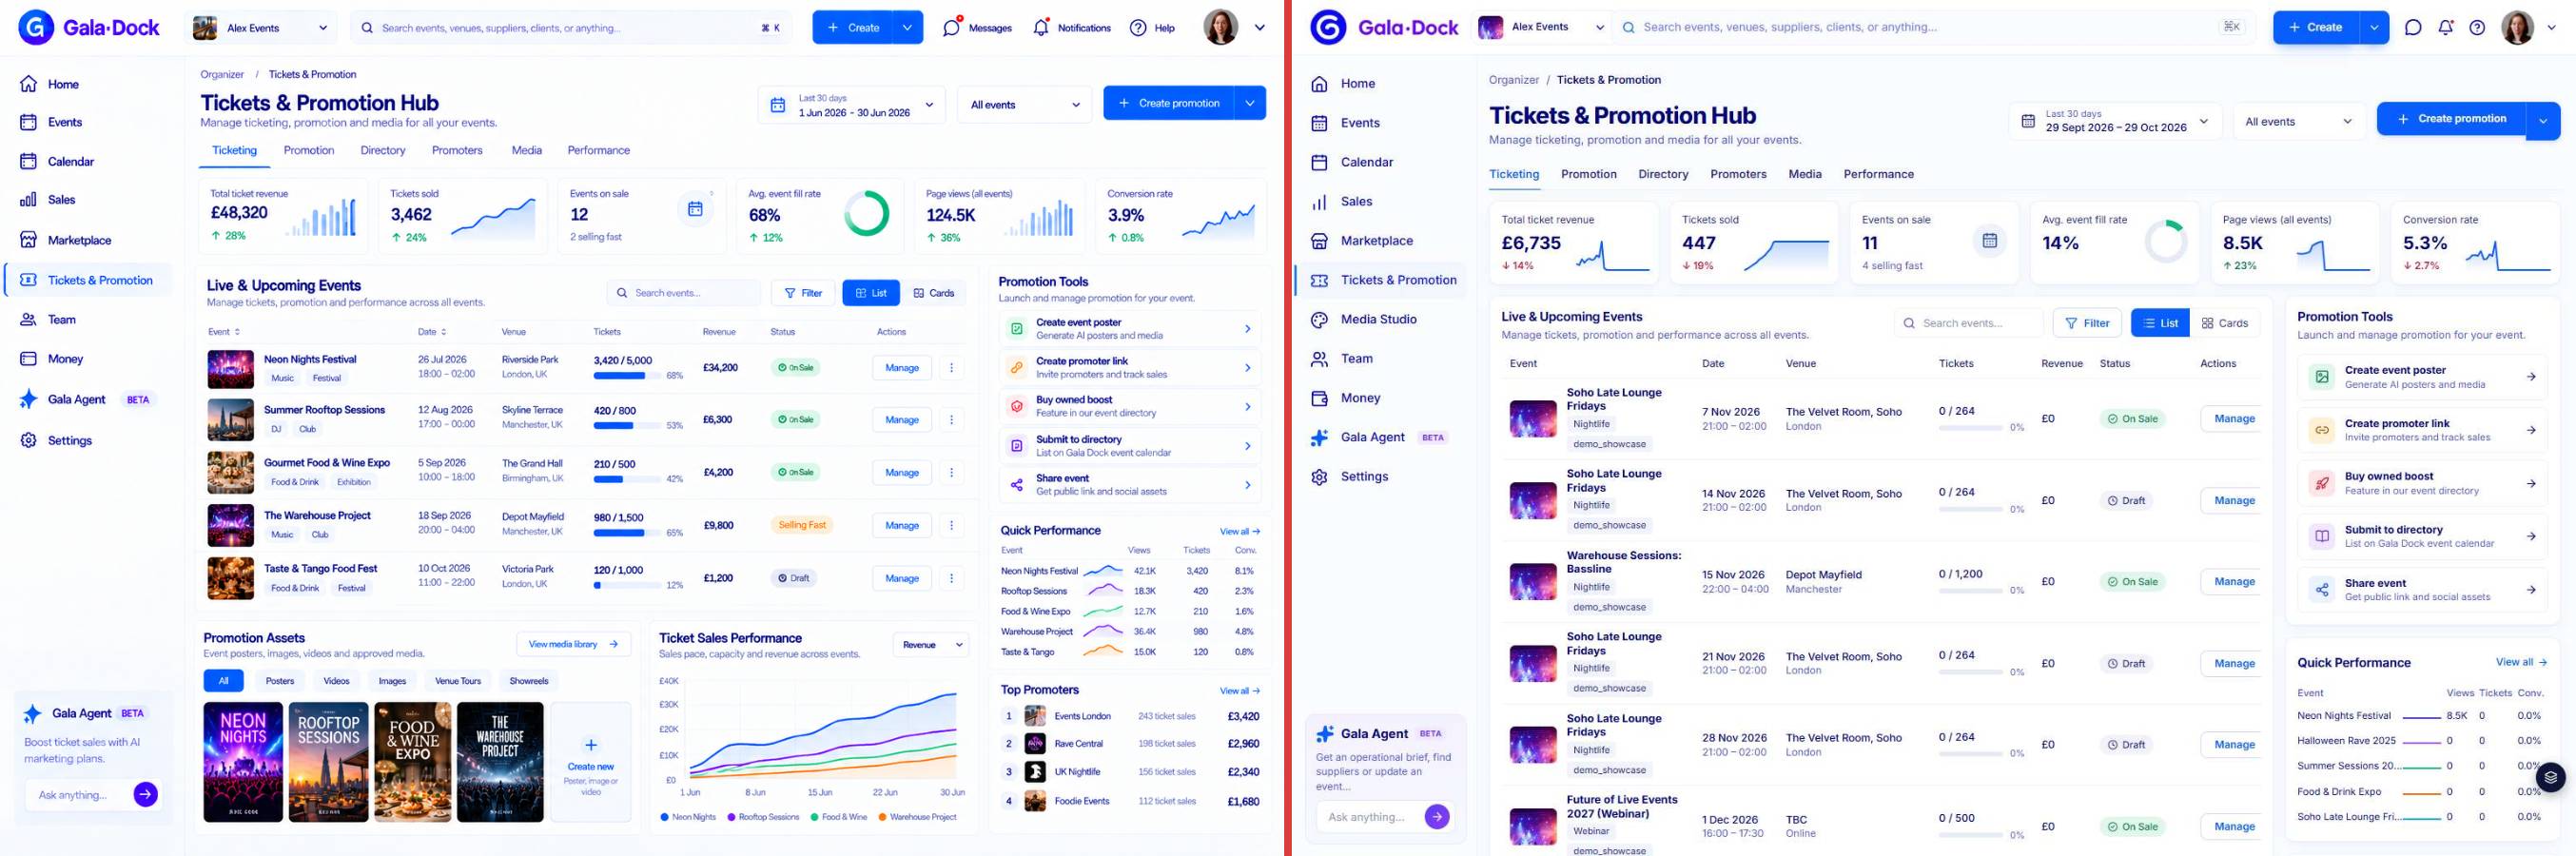 Gala·Dock
Alex Events
Search events, venues, suppliers, clients, or anything...
⌘ K
+ Create
Messages
Notifications
Help
Home
Events
Calendar
Sales
Marketplace
Tickets & Promotion
Team
Money
Gala Agent BETA
Settings
Gala Agent BETA
Boost ticket sales with AI
marketing plans.
Ask anything...
Organizer / Tickets & Promotion
Tickets & Promotion Hub
Manage ticketing, promotion and media for all your events.
Last 30 days
1 Jun 2026 - 30 Jun 2026
All events
+ Create promotion
Ticketing Promotion Directory Promoters Media Performance
Total ticket revenue
£48,320
↑ 28%
Tickets sold
3,462
↑ 24%
Events on sale
12
2 selling fast
Avg. event fill rate
68%
↑ 12%
Page views (all events)
124.5K
↑ 36%
Conversion rate
3.9%
↑ 0.8%
Live & Upcoming Events
Manage tickets, promotion and performance across all events.
Search events...
Filter
List
Cards
Event Date Venue Tickets Revenue Status Actions
Neon Nights Festival
Music Festival
26 Jul 2026
18:00 – 02:00
Riverside Park
London, UK
3,420 / 5,000
68%
£34,200
On Sale
Manage
Summer Rooftop Sessions
DJ Club
12 Aug 2026
17:00 – 00:00
Skyline Terrace
Manchester, UK
420 / 800
53%
£6,300
On Sale
Manage
Gourmet Food & Wine Expo
Food & Drink Exhibition
5 Sep 2026
10:00 – 18:00
The Grand Hall
Birmingham, UK
210 / 500
42%
£4,200
On Sale
Manage
The Warehouse Project
Music Club
18 Sep 2026
20:00 – 04:00
Depot Mayfield
Manchester, UK
980 / 1,500
65%
£9,800
Selling Fast
Manage
Taste & Tango Food Fest
Food & Drink Festival
10 Oct 2026
11:00 – 22:00
Victoria Park
London, UK
120 / 1,000
12%
£1,200
Draft
Manage
Promotion Assets
Event posters, images, videos and approved media.
View media library →
All Posters Videos Images Venue Tours Showreels
NEON
NIGHTS
ROOFTOP
SESSIONS
FOOD
& WINE
EXPO
THE
WAREHOUSE
PROJECT
+
Create new
Poster, image or
video
Ticket Sales Performance
Sales pace, capacity and revenue across events.
Revenue
£40K
£30K
£20K
£10K
£0
1 Jun 8 Jun 15 Jun 22 Jun 30 Jun
Neon Nights Rooftop Sessions Food & Wine Warehouse Project
Promotion Tools
Launch and manage promotion for your event.
Create event poster
Generate AI posters and media
Create promoter link
Invite promoters and track sales
Buy owned boost
Feature in our event directory
Submit to directory
List on Gala Dock event calendar
Share event
Get public link and social assets
Quick Performance
View all →
Event Views Tickets Conv.
Neon Nights Festival 42.1K 3,420 8.1%
Rooftop Sessions 18.3K 420 2.3%
Food & Wine Expo 12.7K 210 1.6%
Warehouse Project 36.4K 980 4.8%
Taste & Tango 15.0K 120 0.8%
Top Promoters
View all →
1 Events London 243 ticket sales £3,420
2 Rave Central 198 ticket sales £2,960
3 UK Nightlife 156 ticket sales £2,340
4 Foodie Events 112 ticket sales £1,680
Gala·Dock
Alex Events
Search events, venues, suppliers, clients, or anything...
⌘K
+ Create
Home
Events
Calendar
Sales
Marketplace
Tickets & Promotion
Media Studio
Team
Money
Gala Agent BETA
Settings
Gala Agent BETA
Get an operational brief, find
suppliers or update an
event...
Ask anything...
Organizer / Tickets & Promotion
Tickets & Promotion Hub
Manage ticketing, promotion and media for all your events.
Last 30 days
29 Sept 2026 – 29 Oct 2026
All events
+ Create promotion
Ticketing Promotion Directory Promoters Media Performance
Total ticket revenue
£6,735
↓ 14%
Tickets sold
447
↓ 19%
Events on sale
11
4 selling fast
Avg. event fill rate
14%
Page views (all events)
8.5K
↑ 23%
Conversion rate
5.3%
↓ 2.7%
Live & Upcoming Events
Manage tickets, promotion and performance across all events.
Search events...
Filter
List
Cards
Event Date Venue Tickets Revenue Status Actions
Soho Late Lounge
Fridays
Nightlife
demo_showcase
7 Nov 2026
21:00 – 02:00
The Velvet Room, Soho
London
0 / 264
0%
£0
On Sale
Manage
Soho Late Lounge
Fridays
Nightlife
demo_showcase
14 Nov 2026
21:00 – 02:00
The Velvet Room, Soho
London
0 / 264
0%
£0
Draft
Manage
Warehouse Sessions:
Bassline
Nightlife
demo_showcase
15 Nov 2026
22:00 – 04:00
Depot Mayfield
Manchester
0 / 1,200
0%
£0
On Sale
Manage
Soho Late Lounge
Fridays
Nightlife
demo_showcase
21 Nov 2026
21:00 – 02:00
The Velvet Room, Soho
London
0 / 264
0%
£0
Draft
Manage
Soho Late Lounge
Fridays
Nightlife
demo_showcase
28 Nov 2026
21:00 – 02:00
The Velvet Room, Soho
London
0 / 264
0%
£0
Draft
Manage
Future of Live Events
2027 (Webinar)
Webinar
demo_showcase
1 Dec 2026
16:00 – 17:30
TBC
Online
0 / 500
0%
£0
On Sale
Manage
Promotion Tools
Launch and manage promotion for your event.
Create event poster
Generate AI posters and media
Create promoter link
Invite promoters and track sales
Buy owned boost
Feature in our event directory
Submit to directory
List on Gala Dock event calendar
Share event
Get public link and social assets
Quick Performance
View all →
Event Views Tickets Conv.
Neon Nights Festival 8.5K 0 0.0%
Halloween Rave 2025 0 0 0.0%
Summer Sessions 20... 0 0 0.0%
Food & Drink Expo 0 0 0.0%
Soho Late Lounge Fri... 0 0 0.0%